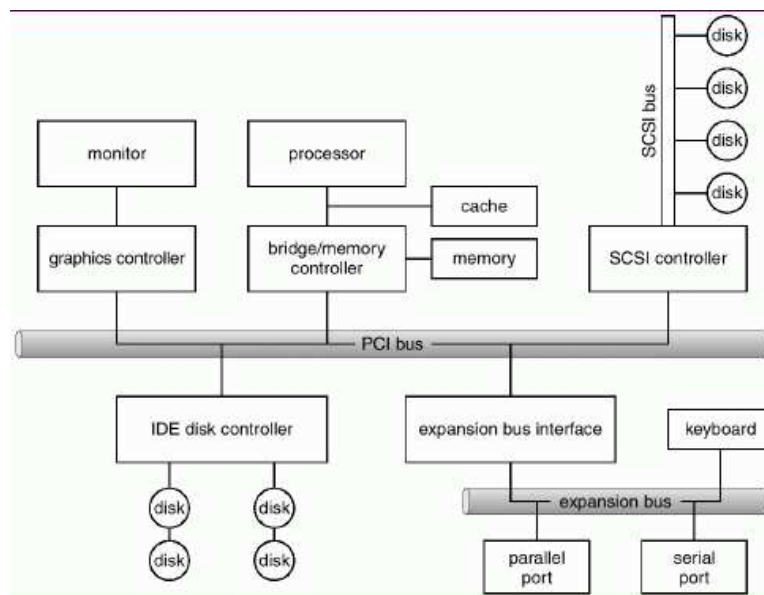 disk
disk
disk
disk
SCSI bus
monitor
processor
cache
graphics controller
bridge/memory
controller
memory
SCSI controller
PCI bus
IDE disk controller
expansion bus interface
keyboard
disk
disk
disk
disk
expansion bus
parallel
port
serial
port